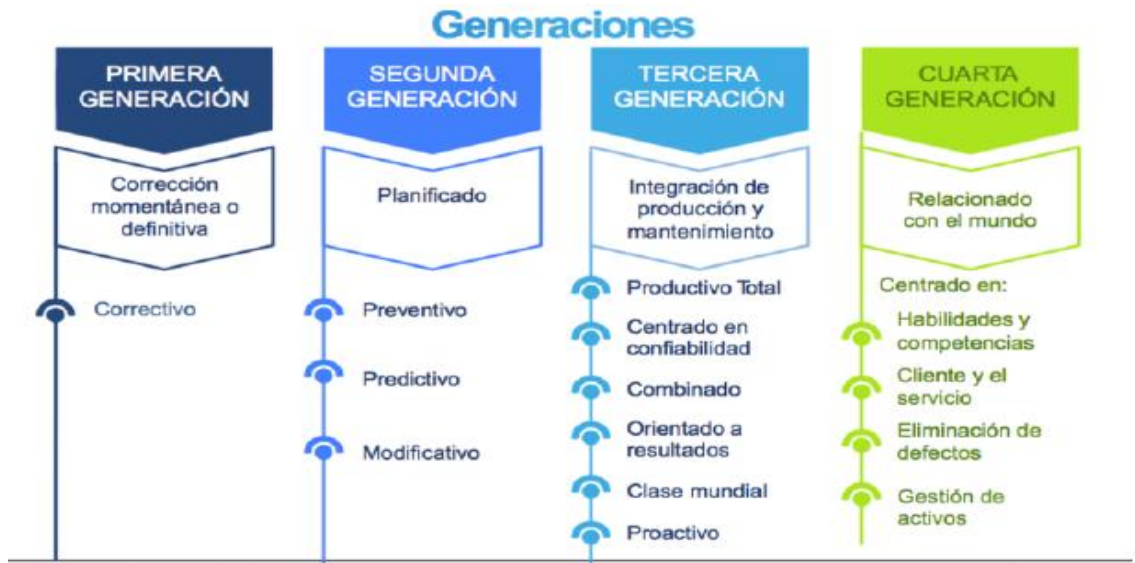 Generaciones
PRIMERA
GENERACIÓN
Corrección
momentánea o
definitiva
Correctivo
SEGUNDA
GENERACIÓN
Planificado
Preventivo
Predictivo
Modificativo
TERCERA
GENERACIÓN
Integración de
producción y
mantenimiento
Productivo Total
Centrado en
confiabilidad
Combinado
Orientado a
resultados
Clase mundial
Proactivo
CUARTA
GENERACIÓN
Relacionado
con el mundo
Centrado en:
Habilidades y
competencias
Cliente y el
servicio
Eliminación de
defectos
Gestión de
activos